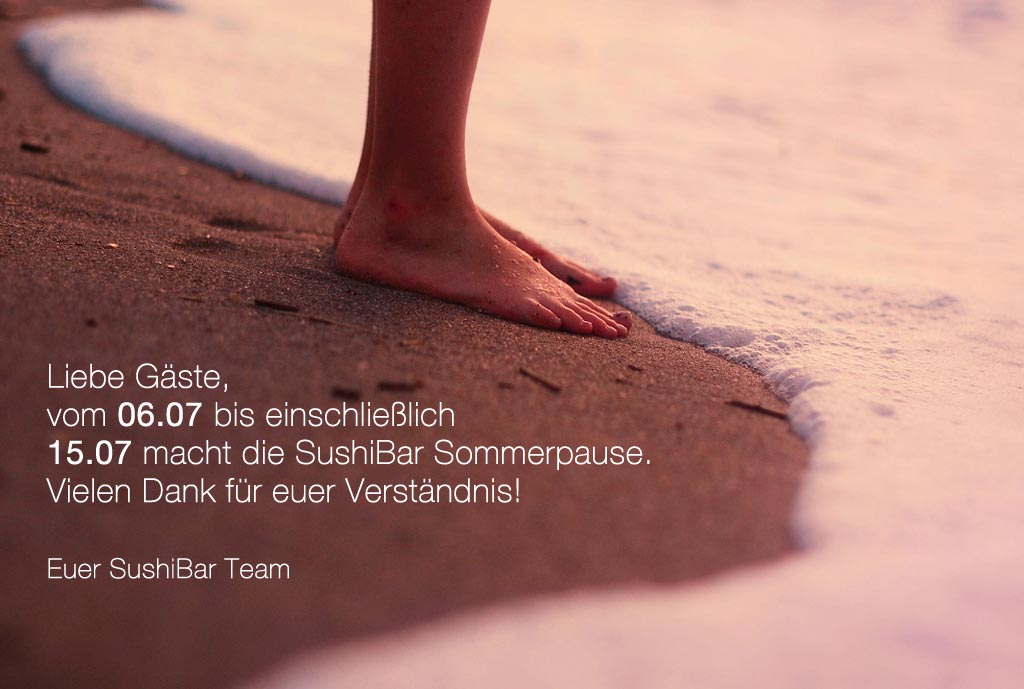 Liebe Gäste,
vom 06.07 bis einschließlich
15.07 macht die SushiBar Sommerpause.
Vielen Dank für euer Verständnis!
Euer SushiBar Team